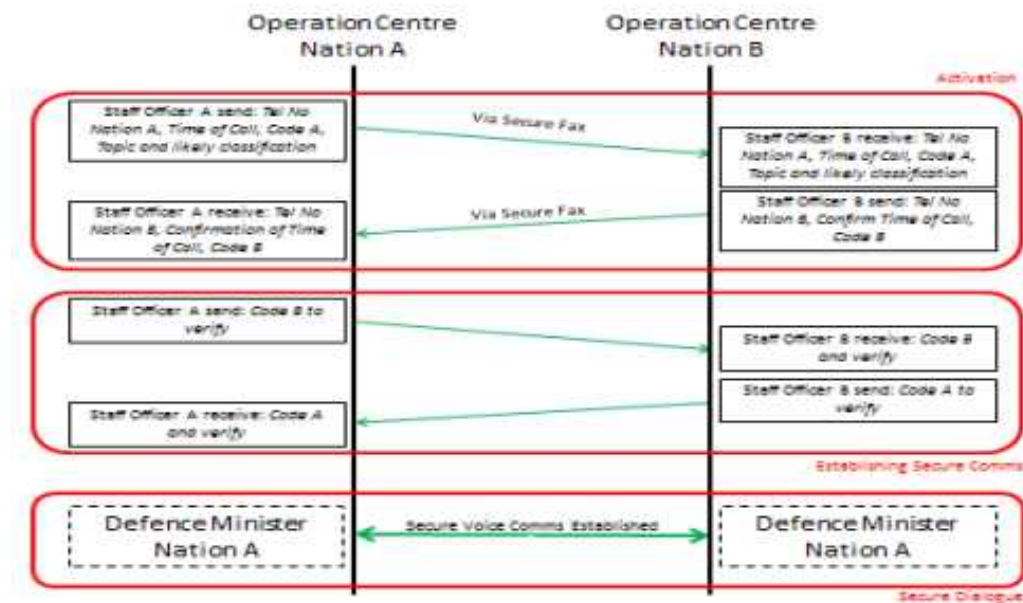 Operation Centre
Nation A
Operation Centre
Nation B
Activation
Staff Officer A send: Tel No
Nation A, Time of Call, Code A,
Topic and likely classification
Via Secure Fax
Staff Officer B receive: Tel No
Nation A, Time of Call, Code A,
Topic and likely classification
Staff Officer A receive: Tel No
Nation B, Confirmation of Time
of Call, Code B
Via Secure Fax
Staff Officer B send: Tel No
Nation B, Confirm Time of Call,
Code B
Staff Officer A send: Code B to
verify
Staff Officer B receive: Code B
and verify
Staff Officer A receive: Code A
and verify
Staff Officer B send: Code A to
verify
Establishing Secure Comms
Defence Minister
Nation A
Secure Voice Comms Established
Defence Minister
Nation A
Secure Dialogue